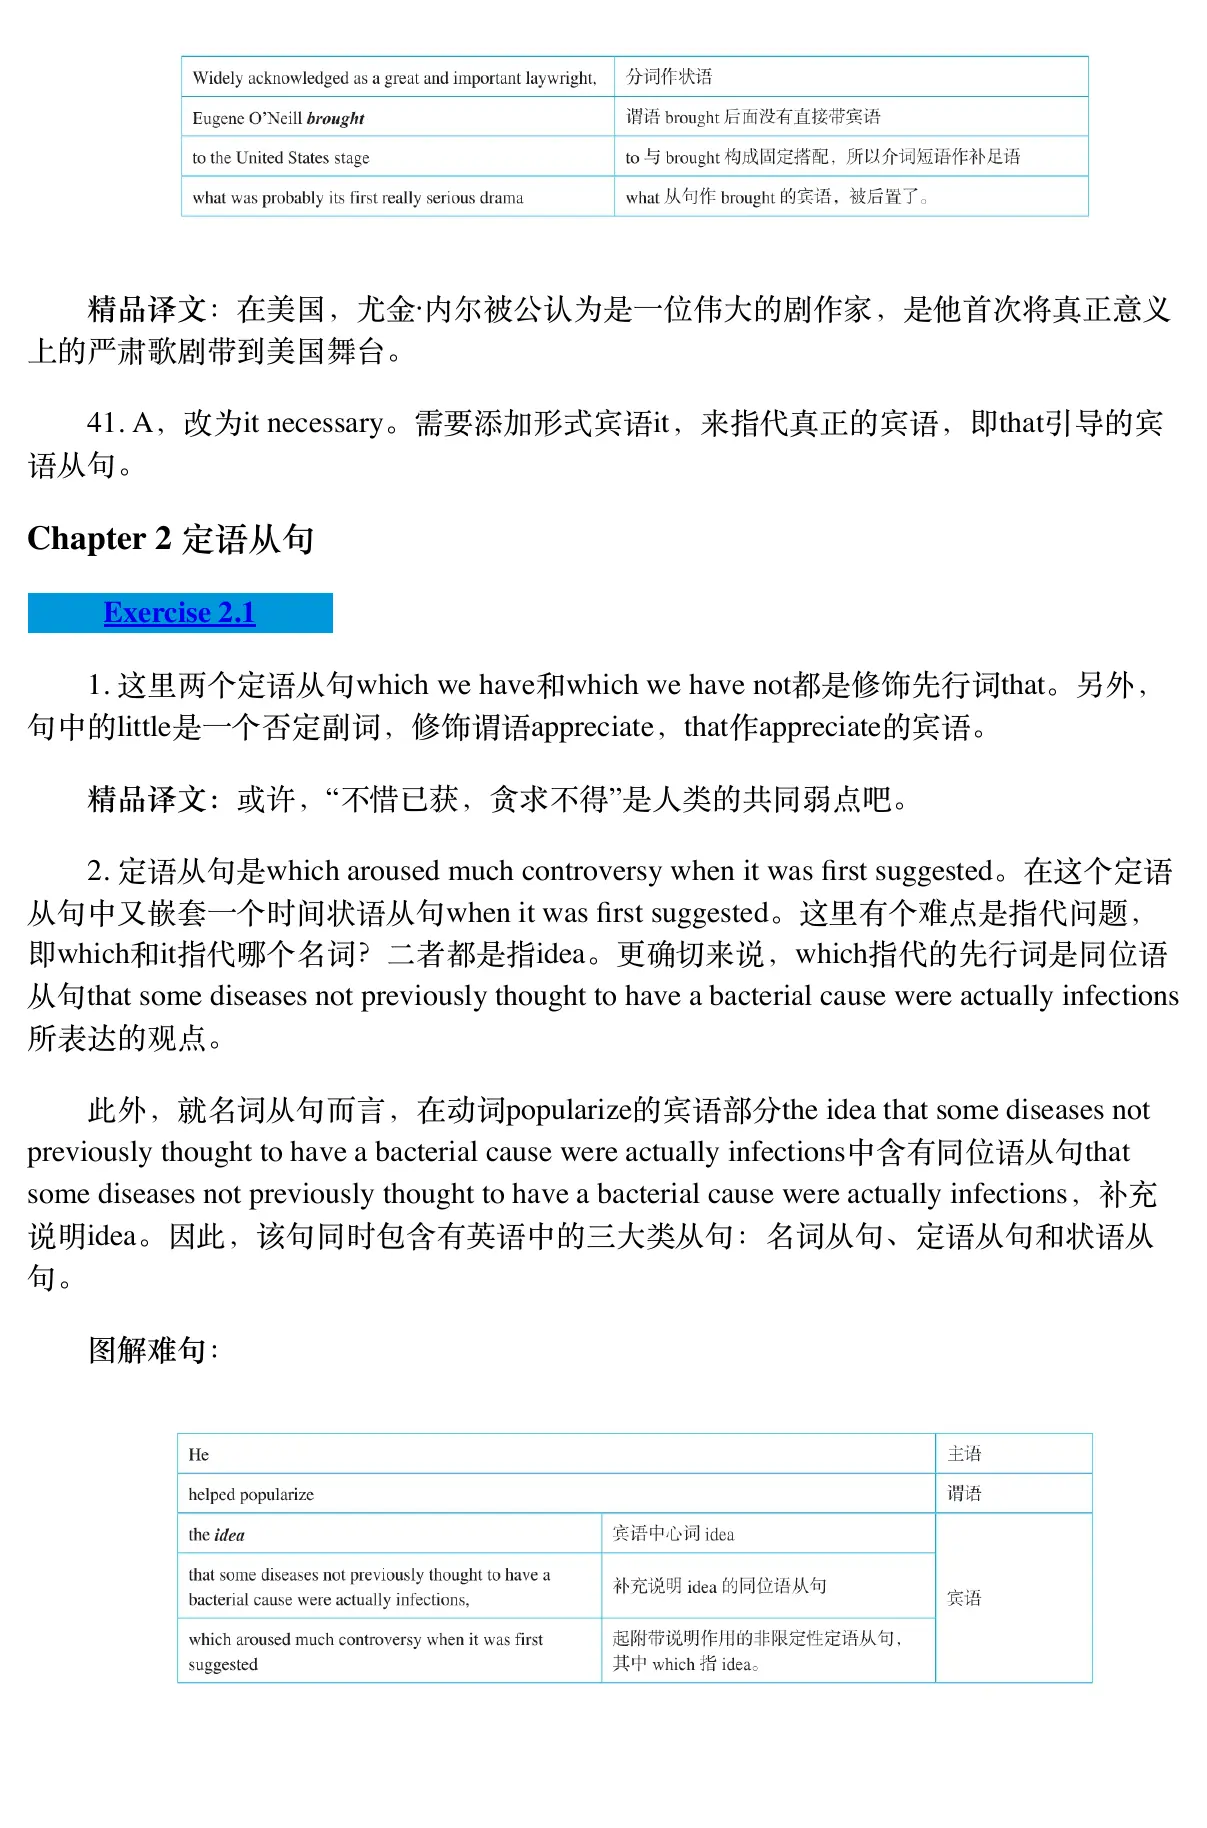 Widely acknowledged as a great and important laywright, 分词作状语
Eugene O’Neill brought 谓语 brought 后面没有直接带宾语
to the United States stage to 与 brought 构成固定搭配，所以介词短语作补足语
what was probably its first really serious drama what 从句作 brought 的宾语，被后置了。
精品译文：在美国，尤金·内尔被公认为是一位伟大的剧作家，是他首次将真正意义
上的严肃歌剧带到美国舞台。
41. A，改为it necessary。需要添加形式宾语it，来指代真正的宾语，即that引导的宾
语从句。
Chapter 2 定语从句
Exercise 2.1
1. 这里两个定语从句which we have和which we have not都是修饰先行词that。另外，
句中的little是一个否定副词，修饰谓语appreciate，that作appreciate的宾语。
精品译文：或许，“不惜已获，贪求不得”是人类的共同弱点吧。
2. 定语从句是which aroused much controversy when it was first suggested。在这个定语
从句中又嵌套一个时间状语从句when it was first suggested。这里有个难点是指代问题，
即which和it指代哪个名词？二者都是指idea。更确切来说，which指代的先行词是同位语
从句that some diseases not previously thought to have a bacterial cause were actually infections
所表达的观点。
此外，就名词从句而言，在动词popularize的宾语部分the idea that some diseases not
previously thought to have a bacterial cause were actually infections中含有同位语从句that
some diseases not previously thought to have a bacterial cause were actually infections，补充
说明idea。因此，该句同时包含有英语中的三大类从句：名词从句、定语从句和状语从
句。
图解难句：
He 主语
helped popularize 谓语
the idea 宾语中心词 idea
that some diseases not previously thought to have a
bacterial cause were actually infections, 补充说明 idea 的同位语从句
宾语
which aroused much controversy when it was first 起附带说明作用的非限定性定语从句，
suggested 其中 which 指 idea。